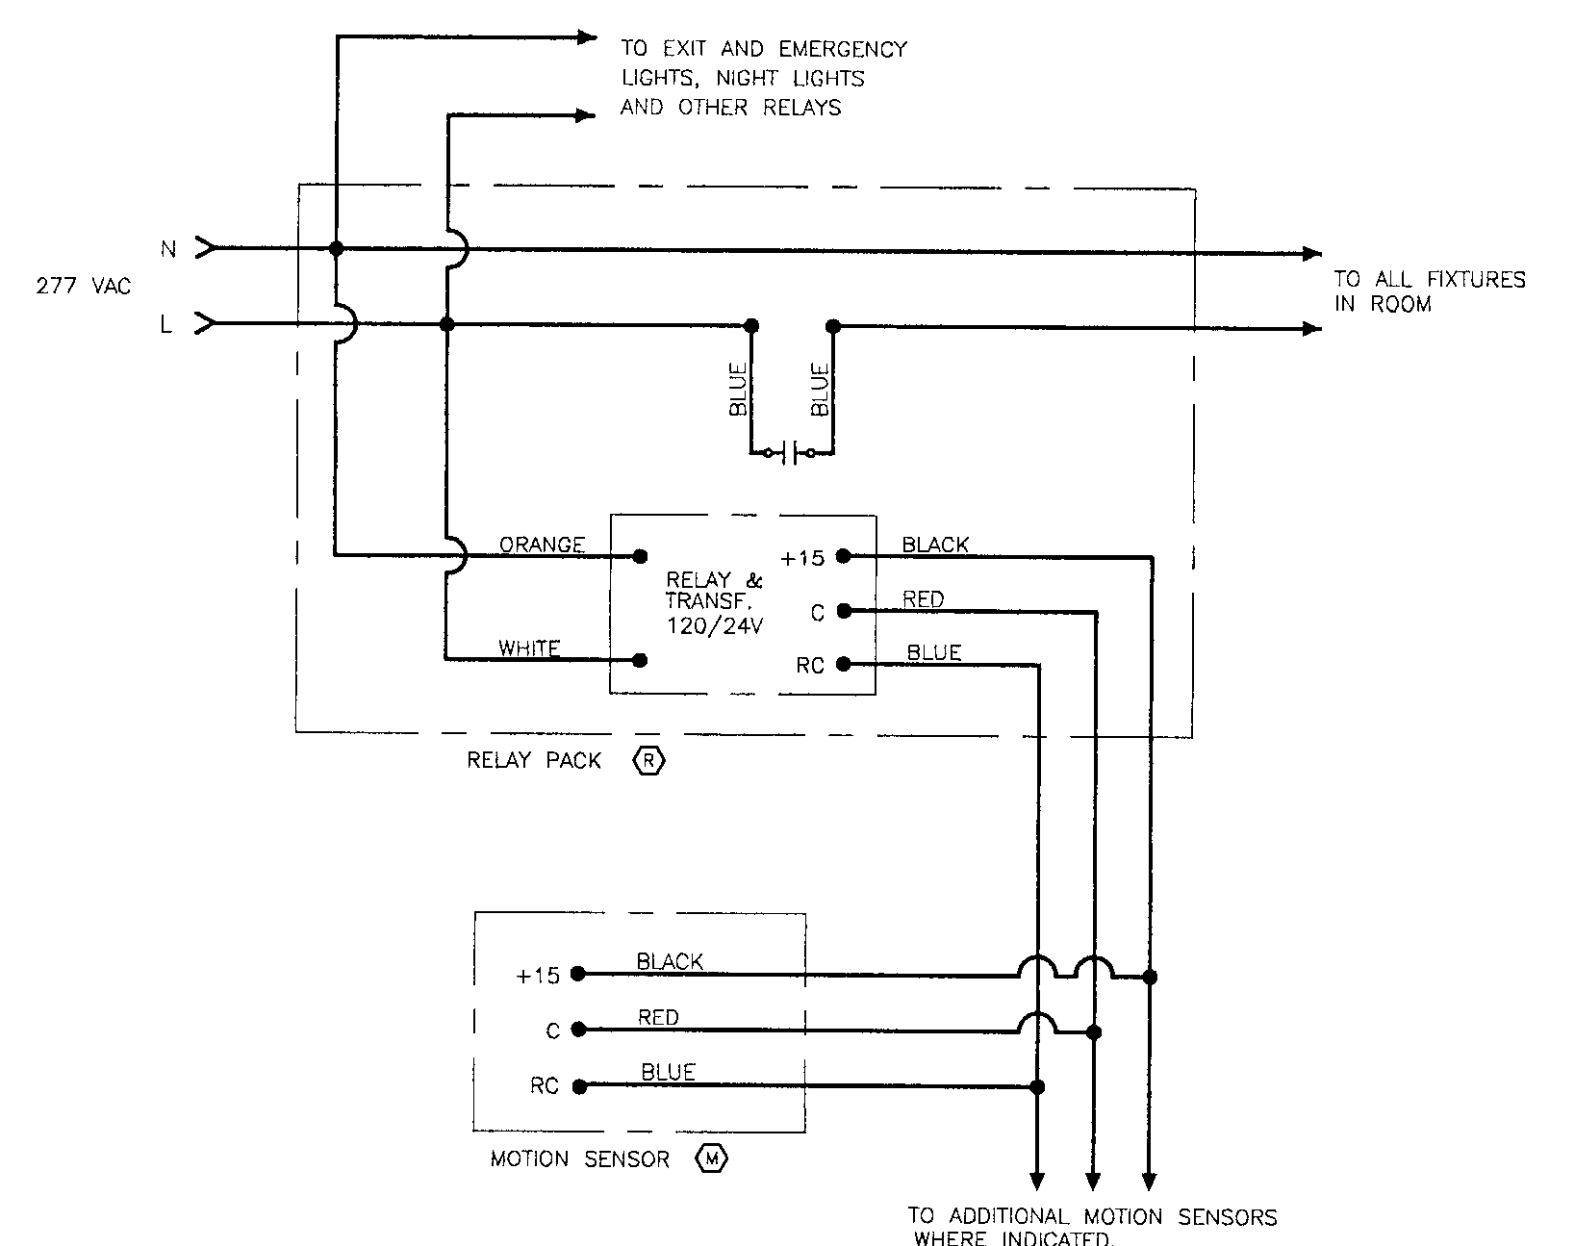 TO EXIT AND EMERGENCY
LIGHTS, NIGHT LIGHTS
AND OTHER RELAYS
N
277 VAC
L
TO ALL FIXTURES
IN ROOM
BLUE
BLUE
ORANGE
WHITE
RELAY &
TRANSF.
120/24V
+15
C
RC
BLACK
RED
BLUE
RELAY PACK
R
+15
C
RC
BLACK
RED
BLUE
MOTION SENSOR
M
TO ADDITIONAL MOTION SENSORS
WHERE INDICATED.